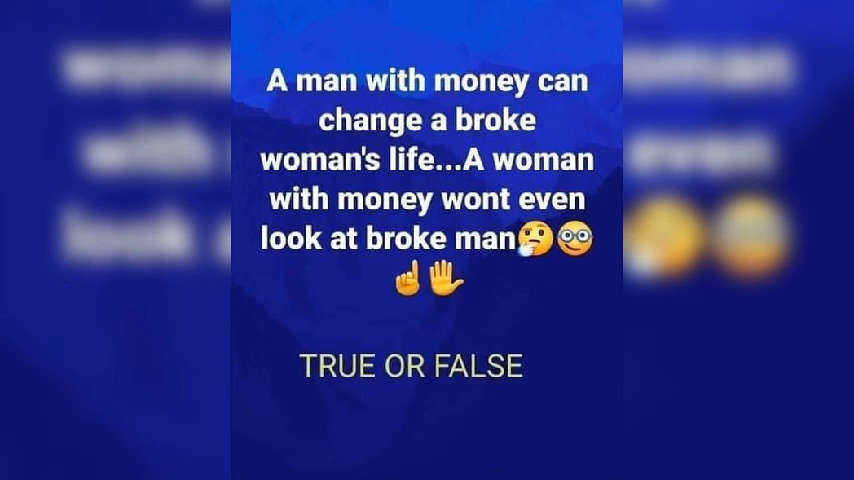 A man with money can
change a broke
woman's life...A woman
with money wont even
look at broke man🤔🤓
☝️✋
TRUE OR FALSE